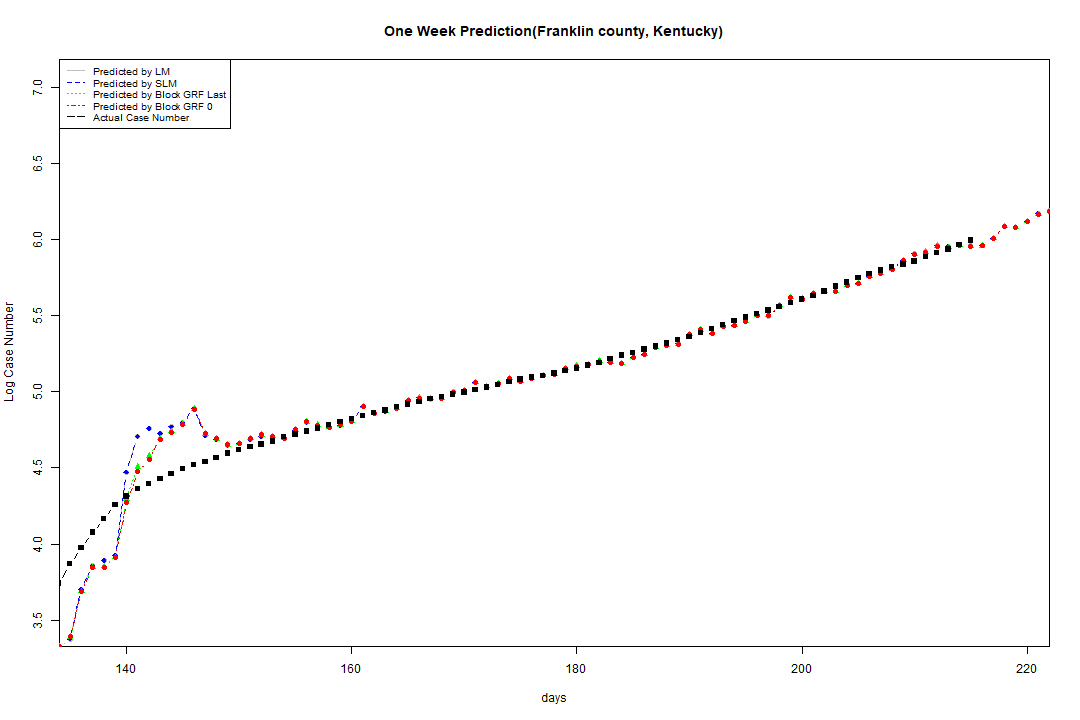 One Week Prediction(Franklin county, Kentucky)
Predicted by LM
Predicted by SLM
Predicted by Block GRF Last
Predicted by Block GRF 0
Actual Case Number
7.0
6.5
6.0
5.5
5.0
4.5
4.0
3.5
Log Case Number
140 160 180 200 220
days